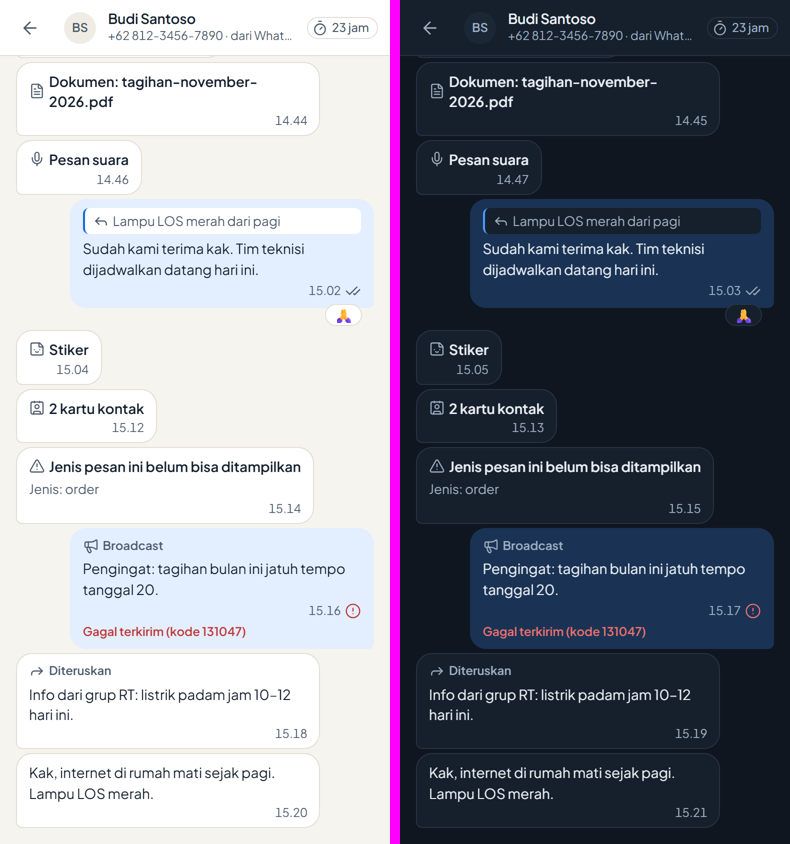 BS
Budi Santoso
+62 812-3456-7890 · dari What...
23 jam
Dokumen: tagihan-november-
2026.pdf
14.44
Pesan suara
14.46
Lampu LOS merah dari pagi
Sudah kami terima kak. Tim teknisi
dijadwalkan datang hari ini.
15.02
Stiker
15.04
2 kartu kontak
15.12
Jenis pesan ini belum bisa ditampilkan
Jenis: order
15.14
Broadcast
Pengingat: tagihan bulan ini jatuh tempo
tanggal 20.
15.16
Gagal terkirim (kode 131047)
Diteruskan
Info dari grup RT: listrik padam jam 10–12
hari ini.
15.18
Kak, internet di rumah mati sejak pagi.
Lampu LOS merah.
15.20
BS
Budi Santoso
+62 812-3456-7890 · dari What...
23 jam
Dokumen: tagihan-november-
2026.pdf
14.45
Pesan suara
14.47
Lampu LOS merah dari pagi
Sudah kami terima kak. Tim teknisi
dijadwalkan datang hari ini.
15.03
Stiker
15.05
2 kartu kontak
15.13
Jenis pesan ini belum bisa ditampilkan
Jenis: order
15.15
Broadcast
Pengingat: tagihan bulan ini jatuh tempo
tanggal 20.
15.17
Gagal terkirim (kode 131047)
Diteruskan
Info dari grup RT: listrik padam jam 10–12
hari ini.
15.19
Kak, internet di rumah mati sejak pagi.
Lampu LOS merah.
15.21